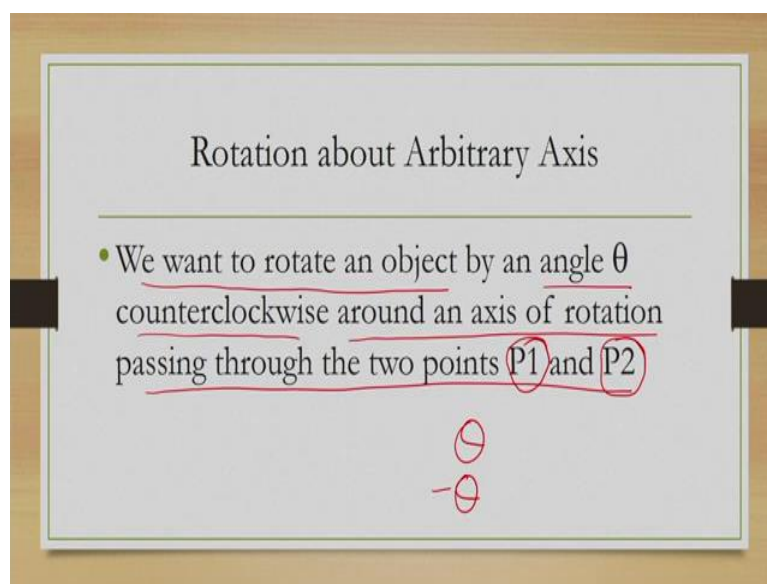 Rotation about Arbitrary Axis
• We want to rotate an object by an angle θ
counterclockwise around an axis of rotation
passing through the two points P1 and P2
θ
-θ